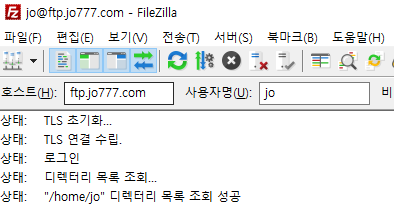 jo@ftp.jo777.com - FileZilla
파일(F) 편집(E) 보기(V) 전송(T) 서버(S) 북마크(B) 도움말(H)
호스트(H): ftp.jo777.com 사용자명(U): jo 비
상태: TLS 초기화...
상태: TLS 연결 수립.
상태: 로그인
상태: 디렉터리 목록 조회...
상태: "/home/jo" 디렉터리 목록 조회 성공